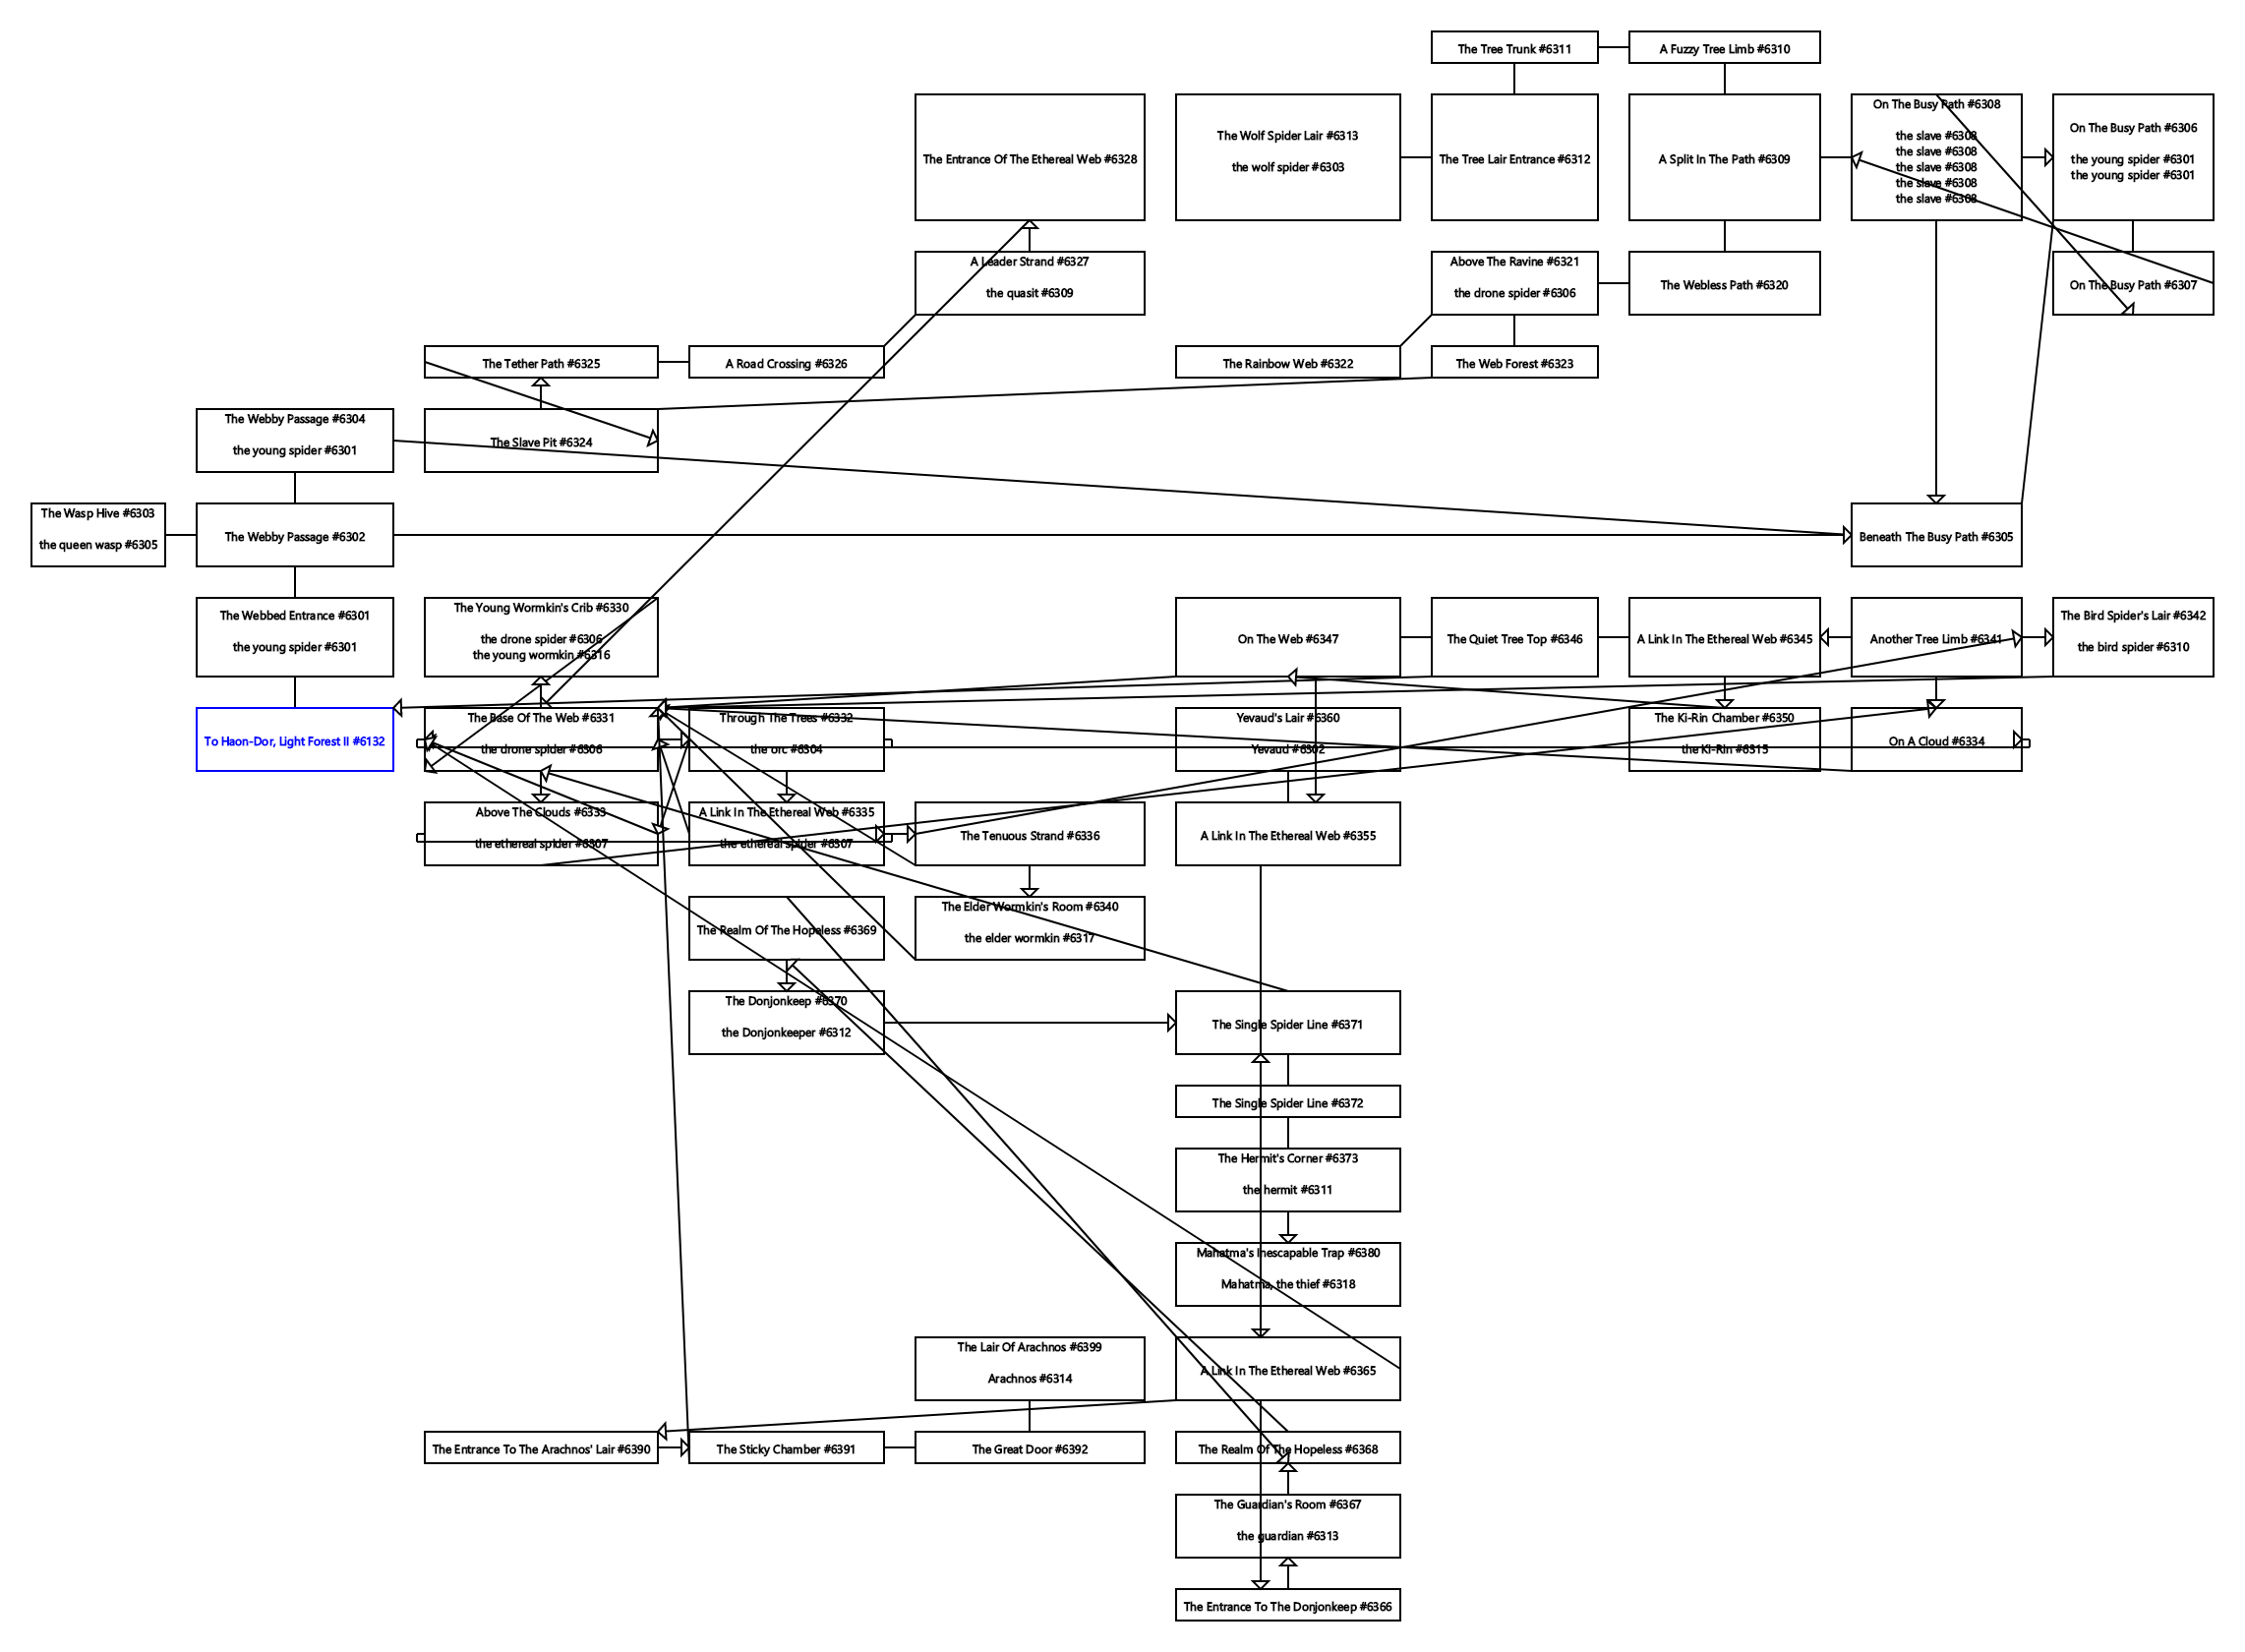 The Tree Trunk #6311
A Fuzzy Tree Limb #6310
The Entrance Of The Ethereal Web #6328
The Wolf Spider Lair #6313
the wolf spider #6303
The Tree Lair Entrance #6312
A Split In The Path #6309
On The Busy Path #6308
the slave #6308
the slave #6308
the slave #6308
the slave #6308
the slave #6308
On The Busy Path #6306
the young spider #6301
the young spider #6301
A Leader Strand #6327
the quasit #6309
Above The Ravine #6321
the drone spider #6306
The Webless Path #6320
On The Busy Path #6307
The Tether Path #6325
A Road Crossing #6326
The Rainbow Web #6322
The Web Forest #6323
The Webby Passage #6304
the young spider #6301
The Slave Pit #6324
The Wasp Hive #6303
the queen wasp #6305
The Webby Passage #6302
Beneath The Busy Path #6305
The Webbed Entrance #6301
the young spider #6301
The Young Wormkin's Crib #6330
the drone spider #6306
the young wormkin #6316
On The Web #6347
The Quiet Tree Top #6346
A Link In The Ethereal Web #6345
Another Tree Limb #6341
The Bird Spider's Lair #6342
the bird spider #6310
To Haon-Dor, Light Forest II #6132
The Base Of The Web #6331
the drone spider #6306
Through The Trees #6332
the orc #6304
Yevaud's Lair #6360
Yevaud #6302
The Ki-Rin Chamber #6350
the Ki-Rin #6315
On A Cloud #6334
Above The Clouds #6333
the ethereal spider #6307
A Link In The Ethereal Web #6335
the ethereal spider #6307
The Tenuous Strand #6336
A Link In The Ethereal Web #6355
The Realm Of The Hopeless #6369
The Elder Wormkin's Room #6340
the elder wormkin #6317
The Donjonkeep #6370
the Donjonkeeper #6312
The Single Spider Line #6371
The Single Spider Line #6372
The Hermit's Corner #6373
the hermit #6311
Mahatma's Inescapable Trap #6380
Mahatma, the thief #6318
The Lair Of Arachnos #6399
Arachnos #6314
A Link In The Ethereal Web #6365
The Entrance To The Arachnos' Lair #6390
The Sticky Chamber #6391
The Great Door #6392
The Realm Of The Hopeless #6368
The Guardian's Room #6367
the guardian #6313
The Entrance To The Donjonkeep #6366